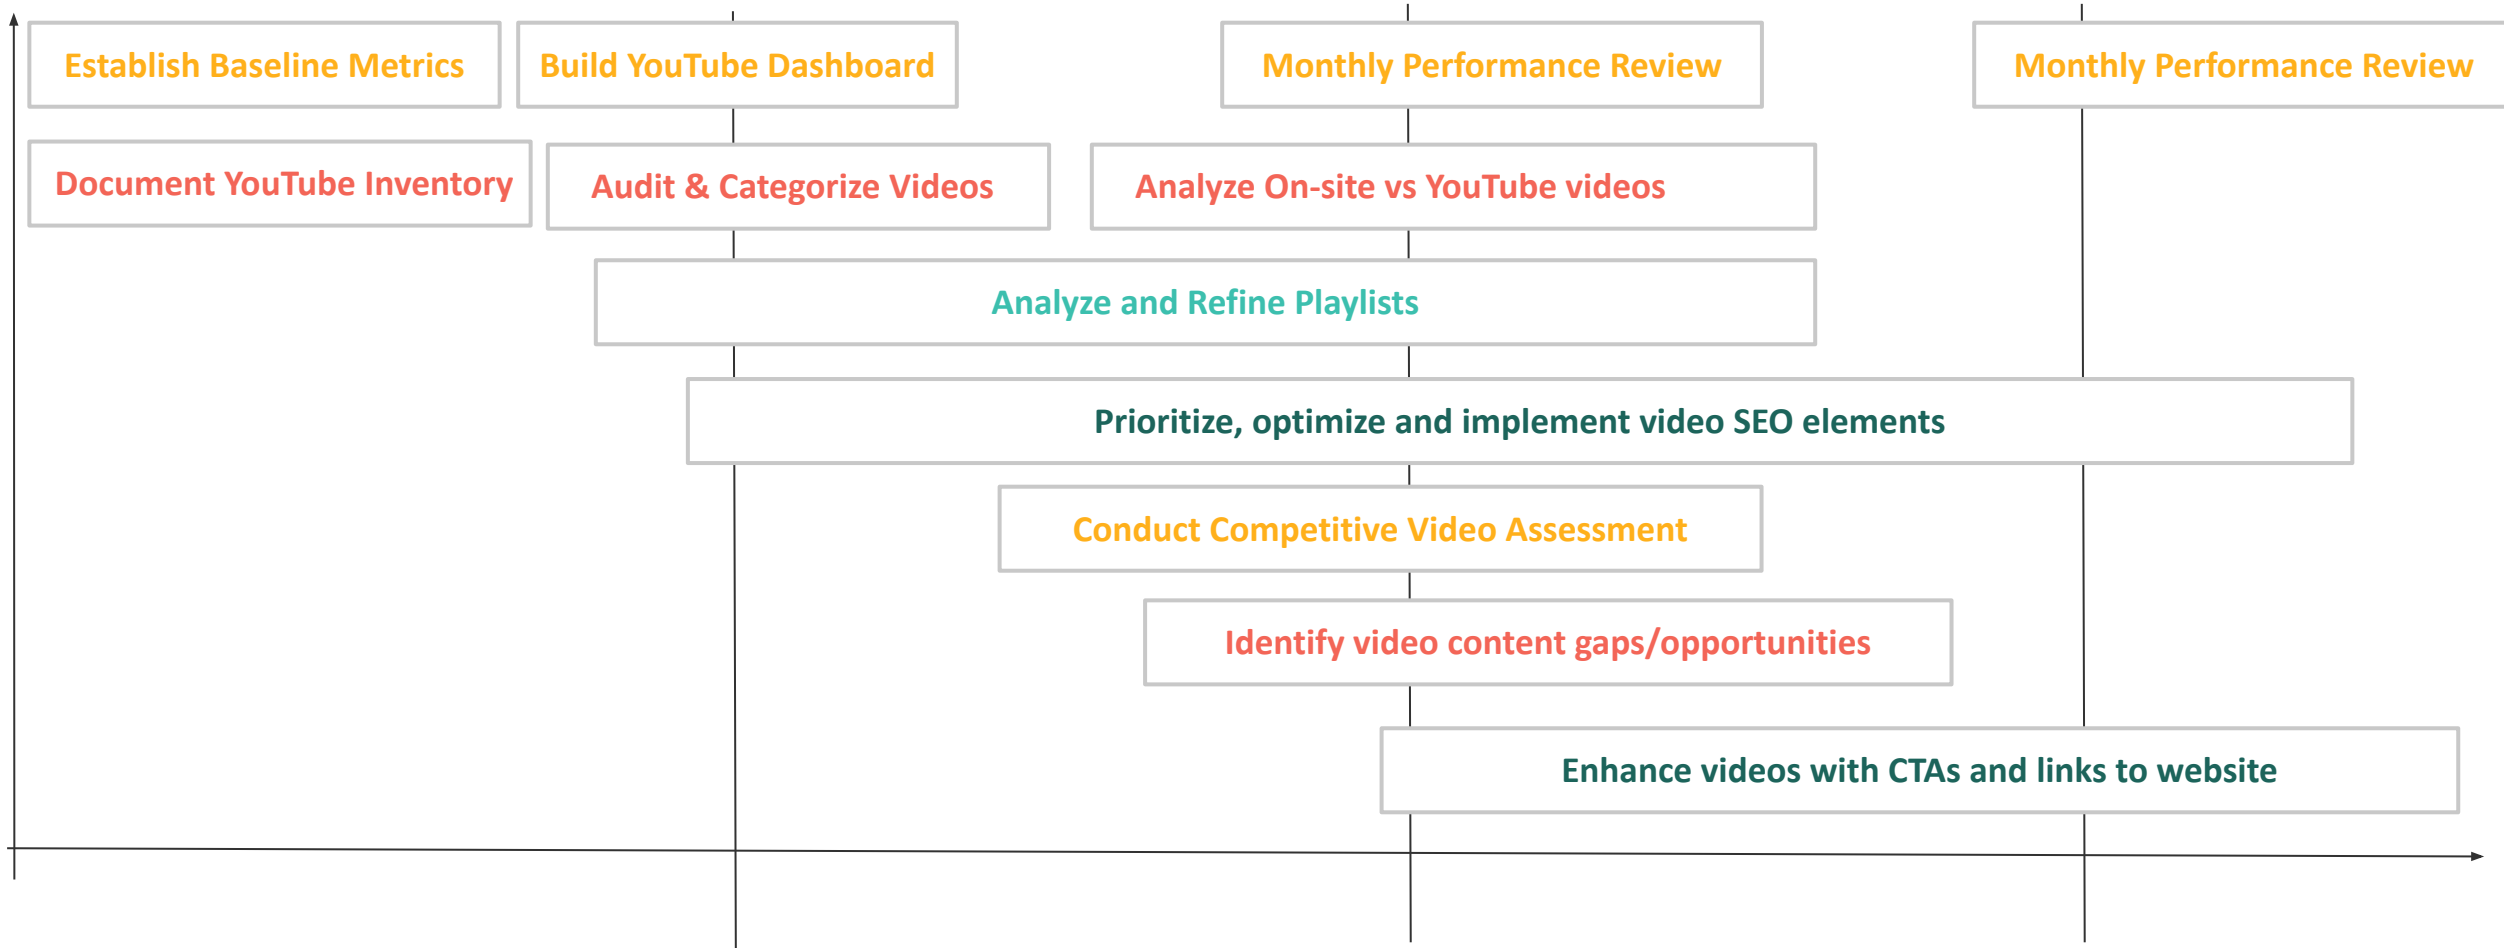 Establish Baseline Metrics
Build YouTube Dashboard
Monthly Performance Review
Monthly Performance Review
Document YouTube Inventory
Audit & Categorize Videos
Analyze On-site vs YouTube videos
Analyze and Refine Playlists
Prioritize, optimize and implement video SEO elements
Conduct Competitive Video Assessment
Identify video content gaps/opportunities
Enhance videos with CTAs and links to website